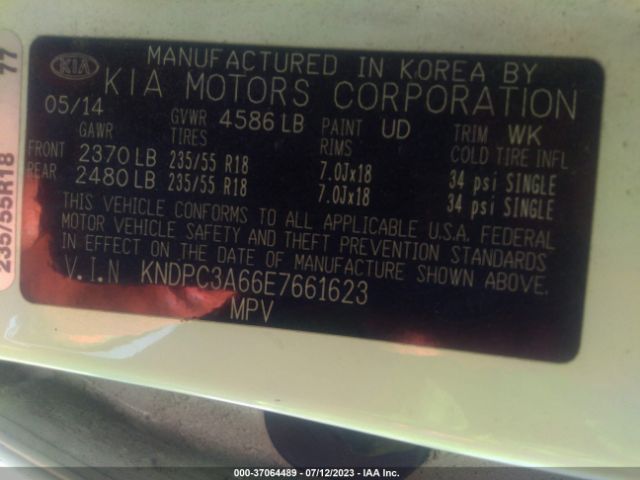 MANUFACTURED IN KOREA BY
KIA KIA MOTORS CORPORATION
05/14 GVWR 4586 LB PAINT UD TRIM WK
GAWR TIRES RIMS COLD TIRE INFL
FRONT 2370 LB 235/55 R18 7.0Jx18 34 psi SINGLE
REAR 2480 LB 235/55 R18 7.0Jx18 34 psi SINGLE
THIS VEHICLE CONFORMS TO ALL APPLICABLE U.S.A. FEDERAL
MOTOR VEHICLE SAFETY AND THEFT PREVENTION STANDARDS
IN EFFECT ON THE DATE OF MANUFACTURE SHOWN ABOVE.
V.I.N KNDPC3A66E7661623
MPV
235/55R18 77
000-37064489 - 07/12/2023 - IAA Inc.